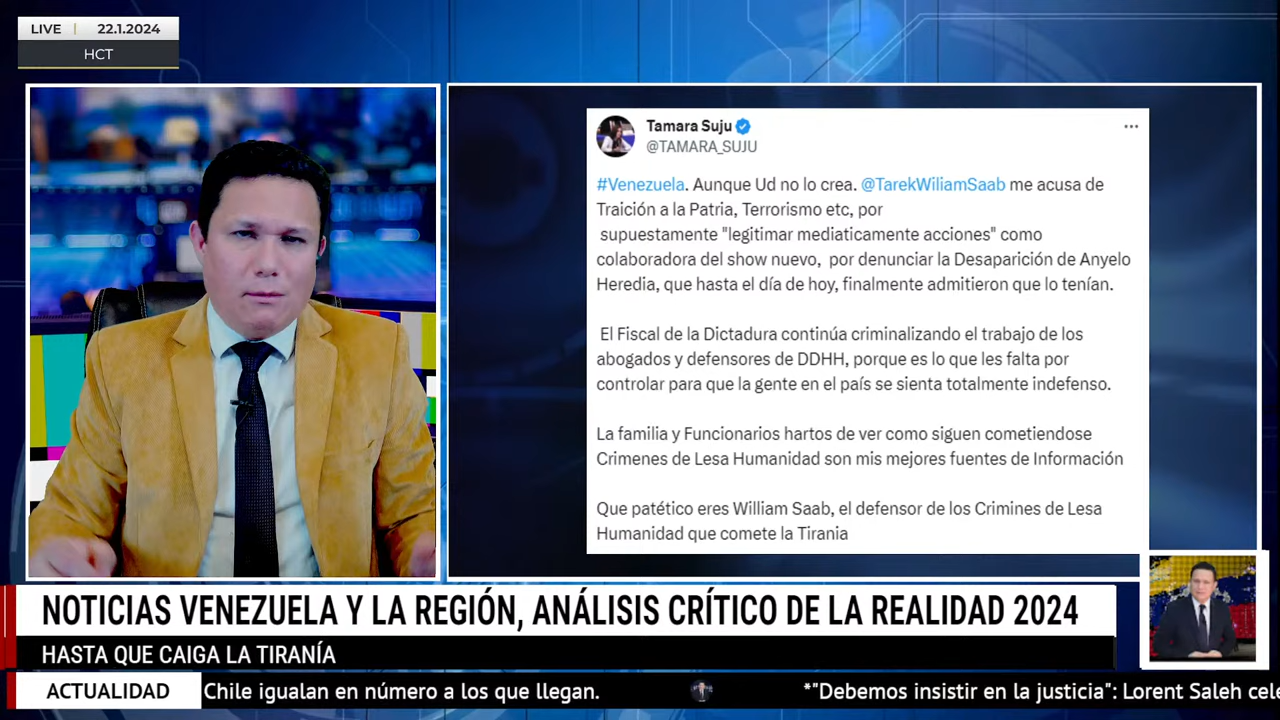 LIVE | 22.1.2024
HCT
Tamara Suju
@TAMARA_SUJU
#Venezuela. Aunque Ud no lo crea. @TarekWiliamSaab me acusa de
Traición a la Patria, Terrorismo etc, por
supuestamente "legitimar mediaticamente acciones" como
colaboradora del show nuevo, por denunciar la Desaparición de Anyelo
Heredia, que hasta el día de hoy, finalmente admitieron que lo tenían.
El Fiscal de la Dictadura continúa criminalizando el trabajo de los
abogados y defensores de DDHH, porque es lo que les falta por
controlar para que la gente en el país se sienta totalmente indefenso.
La familia y Funcionarios hartos de ver como siguen cometiendose
Crimenes de Lesa Humanidad son mis mejores fuentes de Información
Que patético eres William Saab, el defensor de los Crimines de Lesa
Humanidad que comete la Tirania
NOTICIAS VENEZUELA Y LA REGIÓN, ANÁLISIS CRÍTICO DE LA REALIDAD 2024
HASTA QUE CAIGA LA TIRANÍA
ACTUALIDAD
Chile igualan en número a los que llegan.
*"Debemos insistir en la justicia": Lorent Saleh cele